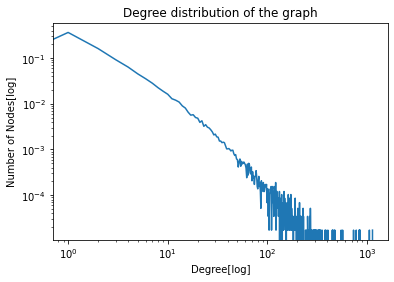 Degree distribution of the graph
Number of Nodes[log]
10⁻¹
10⁻²
10⁻³
10⁻⁴
10⁰
10¹
10²
10³
Degree[log]